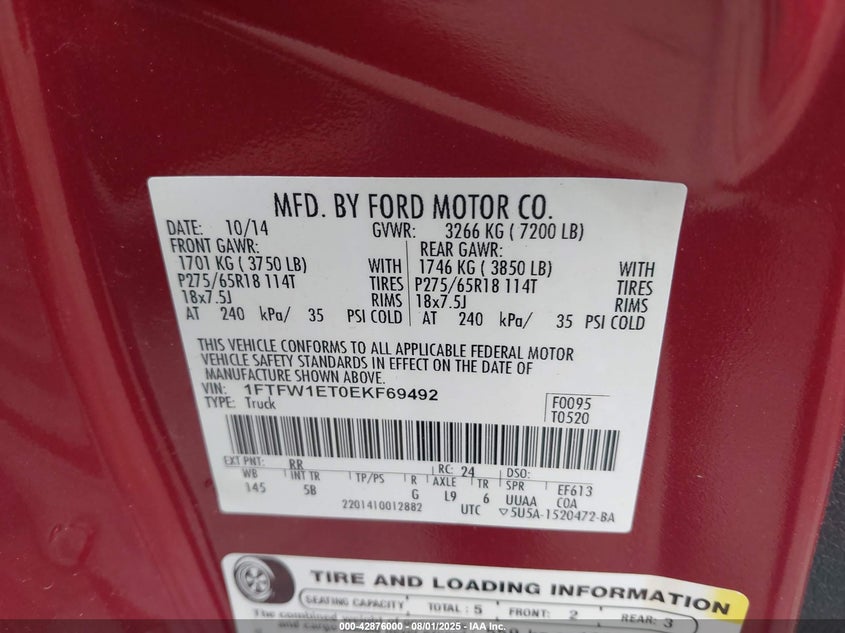 MFD. BY FORD MOTOR CO.
DATE: 10/14 GVWR: 3266 KG ( 7200 LB)
FRONT GAWR: REAR GAWR:
1701 KG ( 3750 LB) WITH 1746 KG ( 3850 LB) WITH
P275/65R18 114T TIRES P275/65R18 114T TIRES
18x7.5J RIMS 18x7.5J RIMS
AT 240 kPa/ 35 PSI COLD AT 240 kPa/ 35 PSI COLD
THIS VEHICLE CONFORMS TO ALL APPLICABLE FEDERAL MOTOR
VEHICLE SAFETY STANDARDS IN EFFECT ON THE DATE OF
MANUFACTURE SHOWN ABOVE.
VIN: 1FTFW1ET0EKF69492 F0095
TYPE: Truck T0520
EXT PNT: RR RC: 24 DSO:
WB INT TR TP/PS R AXLE TR SPR EF613
145 5B G L9 6 UUAA COA
2201410012882 UTC ▽5U5A-1520472-BA
TIRE AND LOADING INFORMATION
SEATING CAPACITY TOTAL : 5 FRONT: 2 REAR: 3
The combined
000-42876000 - 08/01/2025 - IAA Inc. Copyright